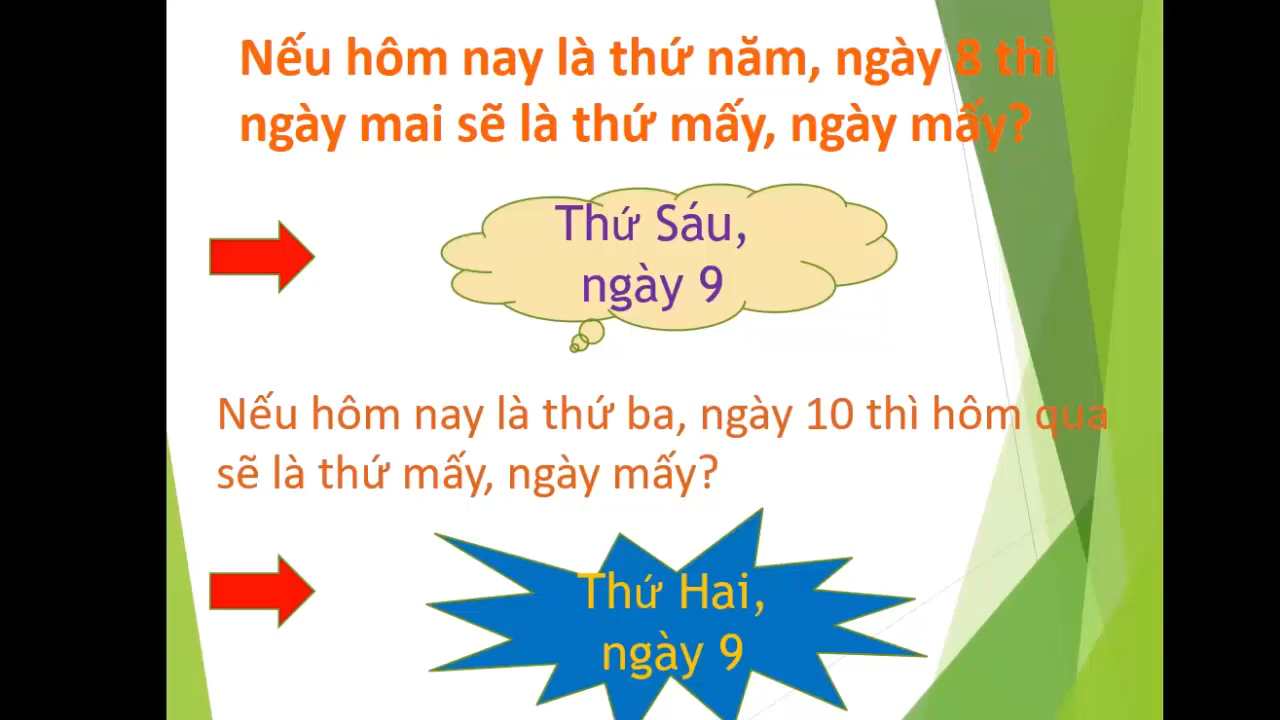 Nếu hôm nay là thứ năm, ngày 8 thì
ngày mai sẽ là thứ mấy, ngày mấy?
Thứ Sáu,
ngày 9
Nếu hôm nay là thứ ba, ngày 10 thì hôm qua
sẽ là thứ mấy, ngày mấy?
Thứ Hai,
ngày 9